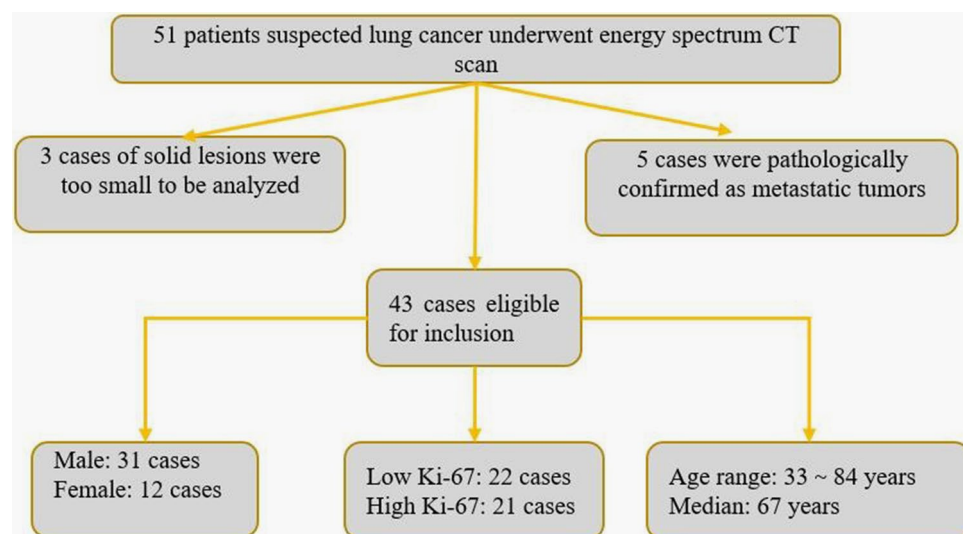 51 patients suspected lung cancer underwent energy spectrum CT
scan
3 cases of solid lesions were
too small to be analyzed
5 cases were pathologically
confirmed as metastatic tumors
43 cases eligible
for inclusion
Male: 31 cases
Female: 12 cases
Low Ki-67: 22 cases
High Ki-67: 21 cases
Age range: 33 ~ 84 years
Median: 67 years